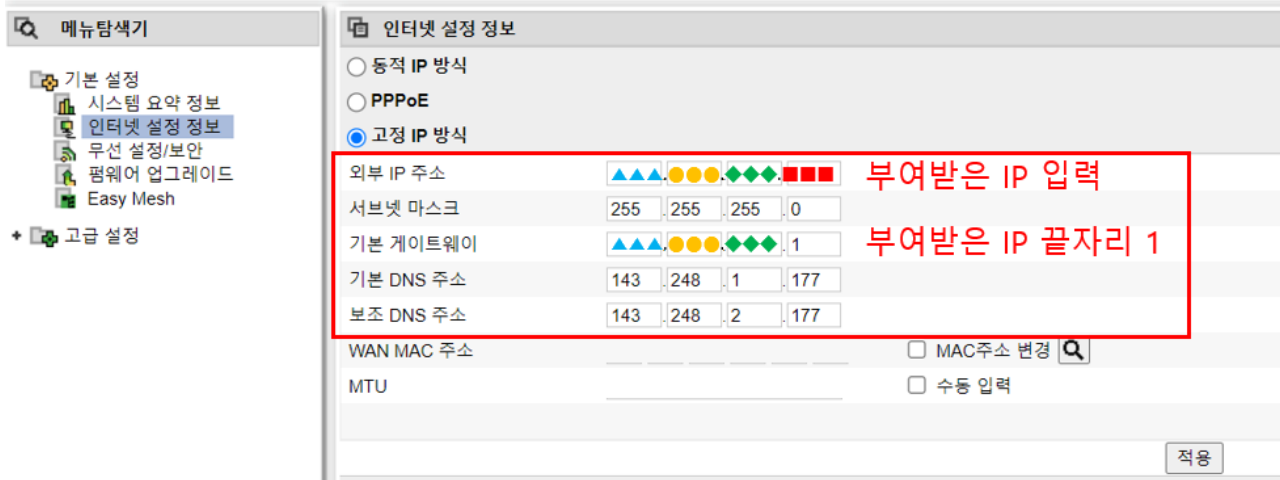 메뉴탐색기
기본 설정
시스템 요약 정보
인터넷 설정 정보
무선 설정/보안
펌웨어 업그레이드
Easy Mesh
고급 설정
인터넷 설정 정보
동적 IP 방식
PPPoE
고정 IP 방식
외부 IP 주소 . . . 부여받은 IP 입력
서브넷 마스크 255 .255 .255 .0
기본 게이트웨이 . . .1 부여받은 IP 끝자리 1
기본 DNS 주소 143 .248 .1 .177
보조 DNS 주소 143 .248 .2 .177
WAN MAC 주소 MAC주소 변경
MTU 수동 입력
적용